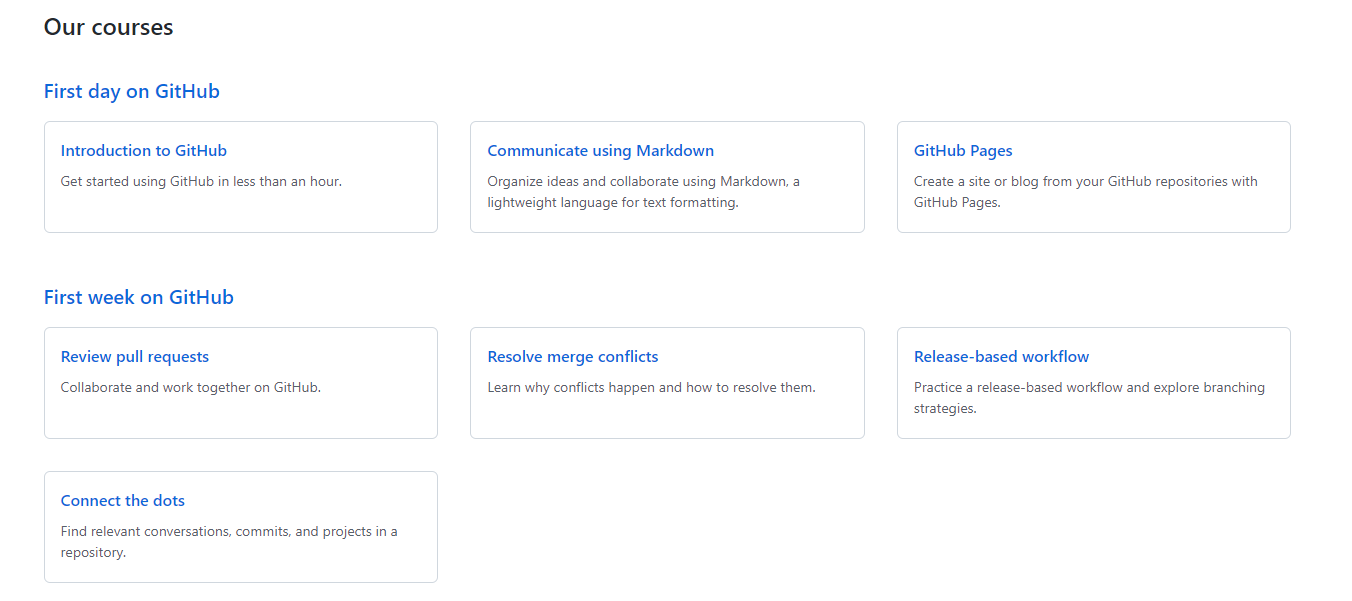 Our courses
First day on GitHub
Introduction to GitHub
Get started using GitHub in less than an hour.
Communicate using Markdown
Organize ideas and collaborate using Markdown, a
lightweight language for text formatting.
GitHub Pages
Create a site or blog from your GitHub repositories with
GitHub Pages.
First week on GitHub
Review pull requests
Collaborate and work together on GitHub.
Resolve merge conflicts
Learn why conflicts happen and how to resolve them.
Release-based workflow
Practice a release-based workflow and explore branching
strategies.
Connect the dots
Find relevant conversations, commits, and projects in a
repository.